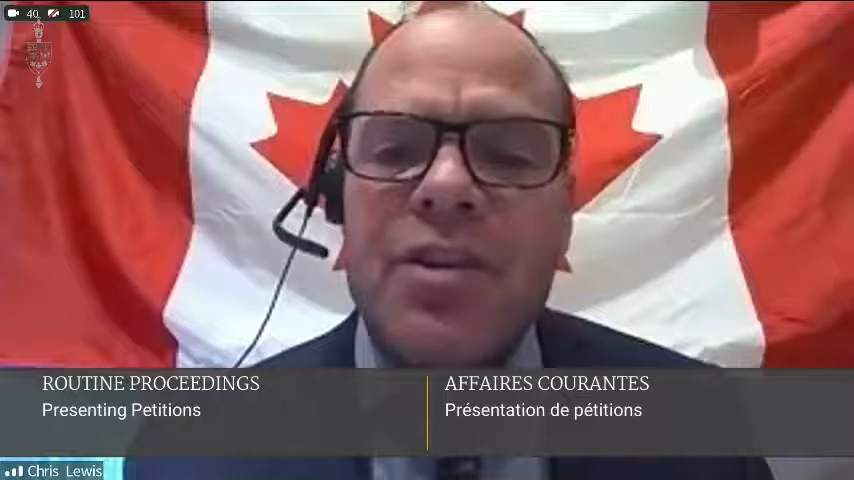 40 101
ROUTINE PROCEEDINGS
Presenting Petitions
AFFAIRES COURANTES
Présentation de pétitions
Chris Lewis